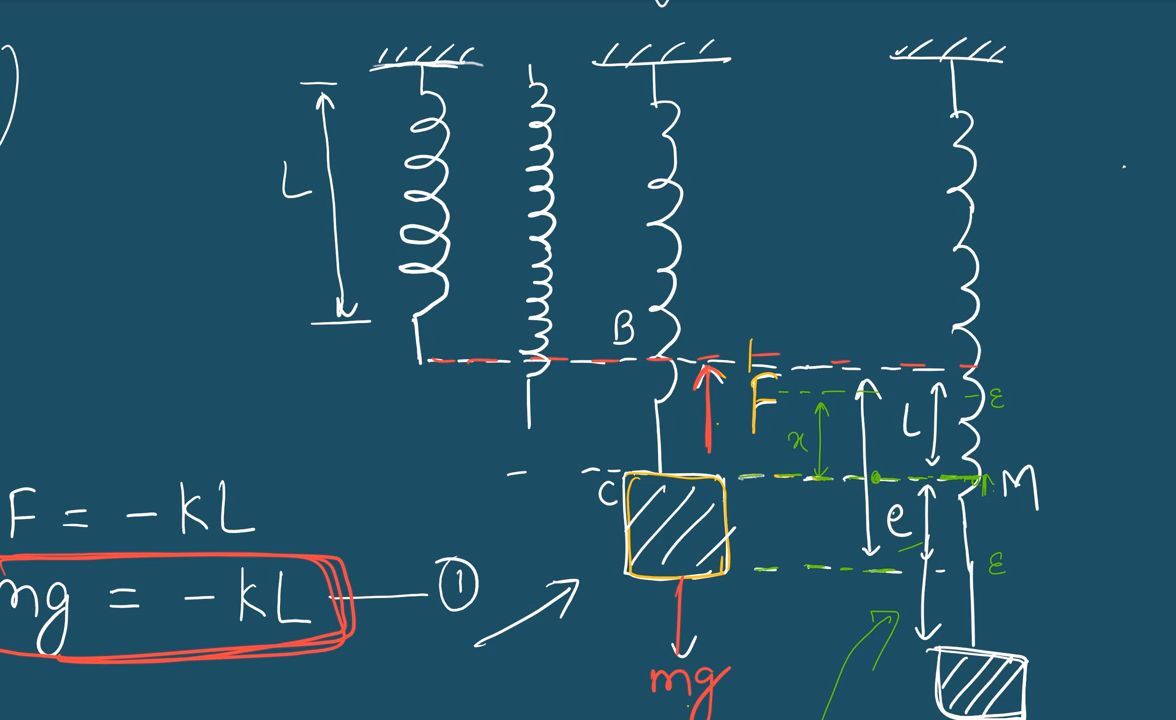 L
B
F
x
L
ε
C
M
e
ε
F = - kL
mg = - kL ①
mg